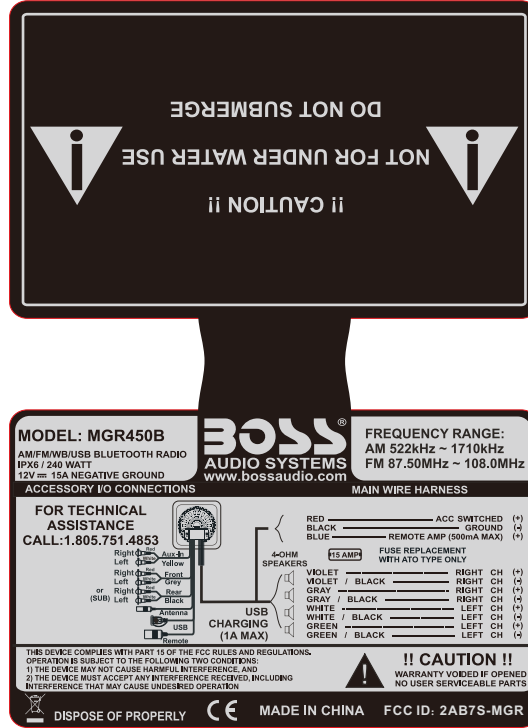 !! CAUTION !!
NOT FOR UNDER WATER USE
DO NOT SUBMERGE
MODEL: MGR450B
AM/FM/WB/USB BLUETOOTH RADIO
IPX6 / 240 WATT
12V⎓ 15A NEGATIVE GROUND
BOSS®
AUDIO SYSTEMS
www.bossaudio.com
FREQUENCY RANGE:
AM 522kHz ~ 1710kHz
FM 87.50MHz ~ 108.0MHz
ACCESSORY I/O CONNECTIONS
MAIN WIRE HARNESS
FOR TECHNICAL
ASSISTANCE
CALL:1.805.751.4853
Right Red Aux-In
Left White Yellow
Right Red Front
Left White Grey
or Right Red Rear
(SUB) Left White Black
Antenna
USB
Remote
USB
CHARGING
(1A MAX)
4-OHM
SPEAKERS
RED ACC SWITCHED (+)
BLACK GROUND (-)
BLUE REMOTE AMP (500mA MAX) (+)
15 AMP
FUSE REPLACEMENT
WITH ATO TYPE ONLY
VIOLET RIGHT CH (+)
VIOLET / BLACK RIGHT CH (-)
GRAY RIGHT CH (+)
GRAY / BLACK RIGHT CH (-)
WHITE LEFT CH (+)
WHITE / BLACK LEFT CH (-)
GREEN LEFT CH (+)
GREEN / BLACK LEFT CH (-)
THIS DEVICE COMPLIES WITH PART 15 OF THE FCC RULES AND REGULATIONS.
OPERATION IS SUBJECT TO THE FOLLOWING TWO CONDITIONS:
1) THE DEVICE MAY NOT CAUSE HARMFUL INTERFERENCE, AND
2) THE DEVICE MUST ACCEPT ANY INTERFERENCE RECEIVED, INCLUDING
INTERFERENCE THAT MAY CAUSE UNDESIRED OPERATION
!! CAUTION !!
WARRANTY VOIDED IF OPENED
NO USER SERVICEABLE PARTS
DISPOSE OF PROPERLY
CE
MADE IN CHINA
FCC ID: 2AB7S-MGR